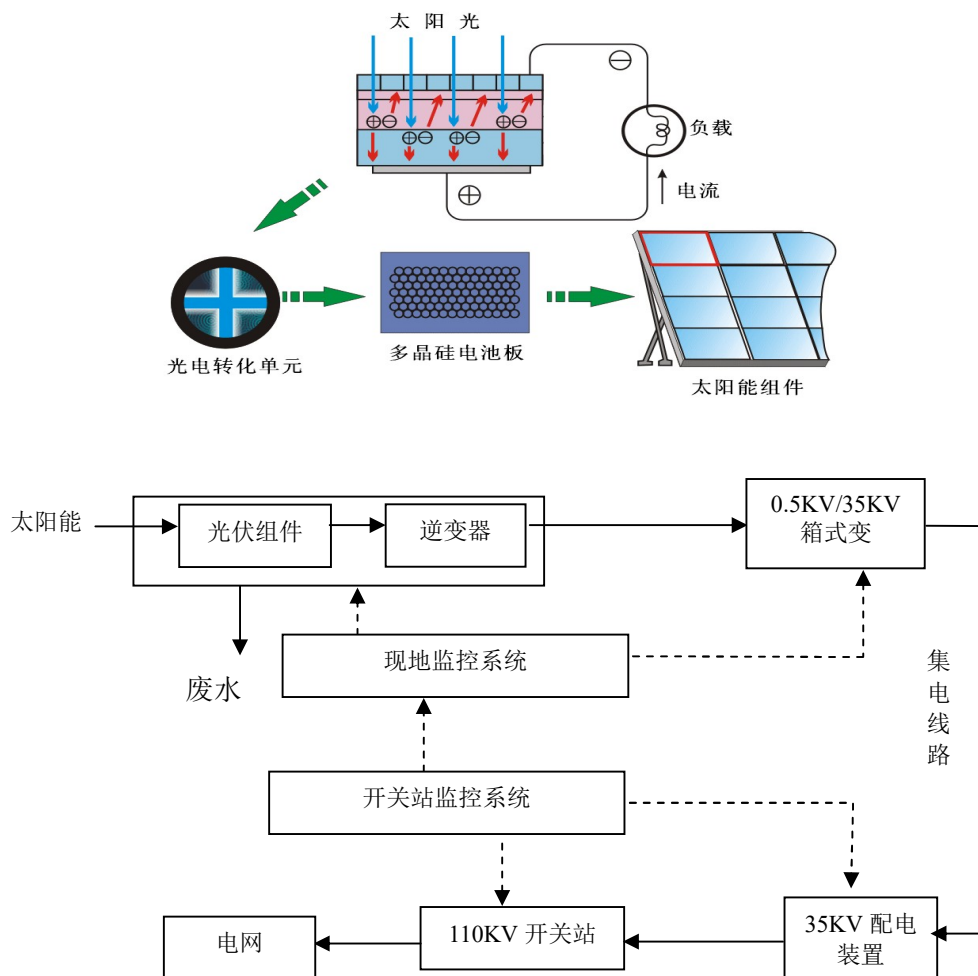 太 阳 光
⊖
负载
电流
⊕
⊕⊖ ⊕⊖ ⊕⊖ ⊕⊖
光电转化单元
多晶硅电池板
太阳能组件
太阳能
光伏组件
逆变器
0.5KV/35KV
箱式变
废水
现地监控系统
集
电
线
路
开关站监控系统
电网
110KV 开关站
35KV 配电
装置